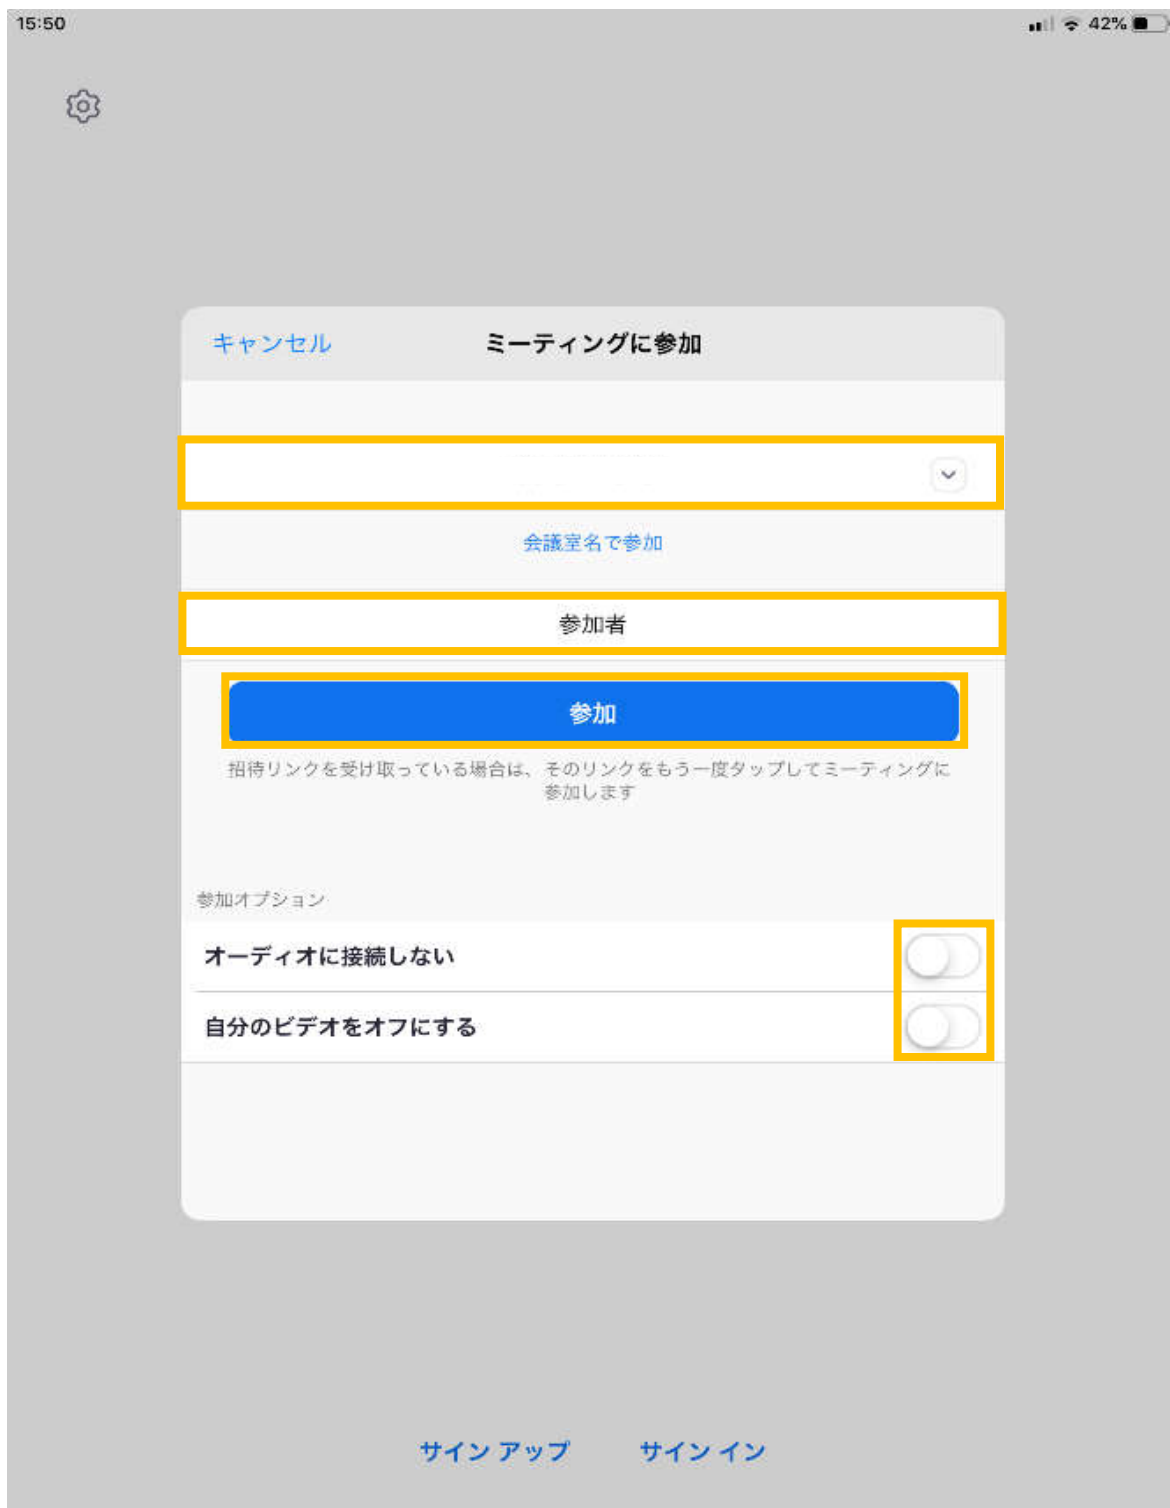 15:50
42%
キャンセル
ミーティングに参加
会議室名で参加
参加者
参加
招待リンクを受け取っている場合は、そのリンクをもう一度タップしてミーティングに
参加します
参加オプション
オーディオに接続しない
自分のビデオをオフにする
サイン アップ
サイン イン